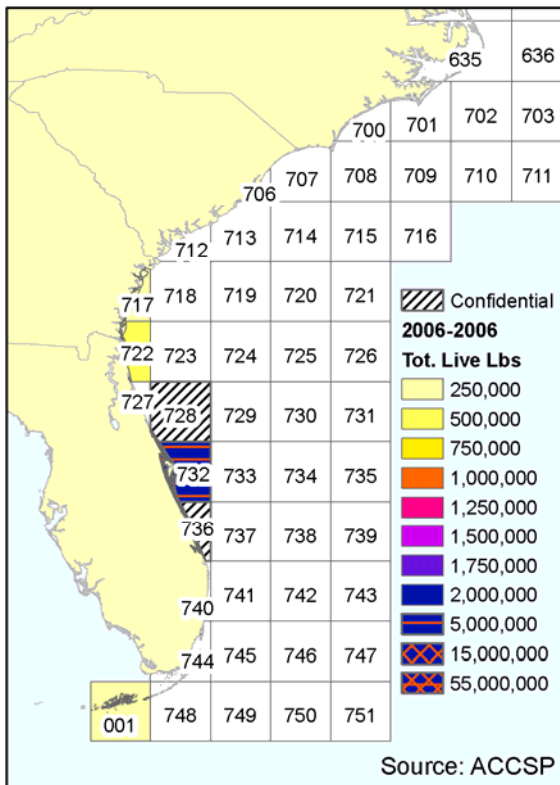 635 636
700 701 702 703
706 707 708 709 710 711
712 713 714 715 716
717 718 719 720 721
722 723 724 725 726
727 728 729 730 731
732 733 734 735
736 737 738 739
740 741 742 743
744 745 746 747
001 748 749 750 751
Confidential
2006-2006
Tot. Live Lbs
250,000
500,000
750,000
1,000,000
1,250,000
1,500,000
1,750,000
2,000,000
5,000,000
15,000,000
55,000,000
Source: ACCSP